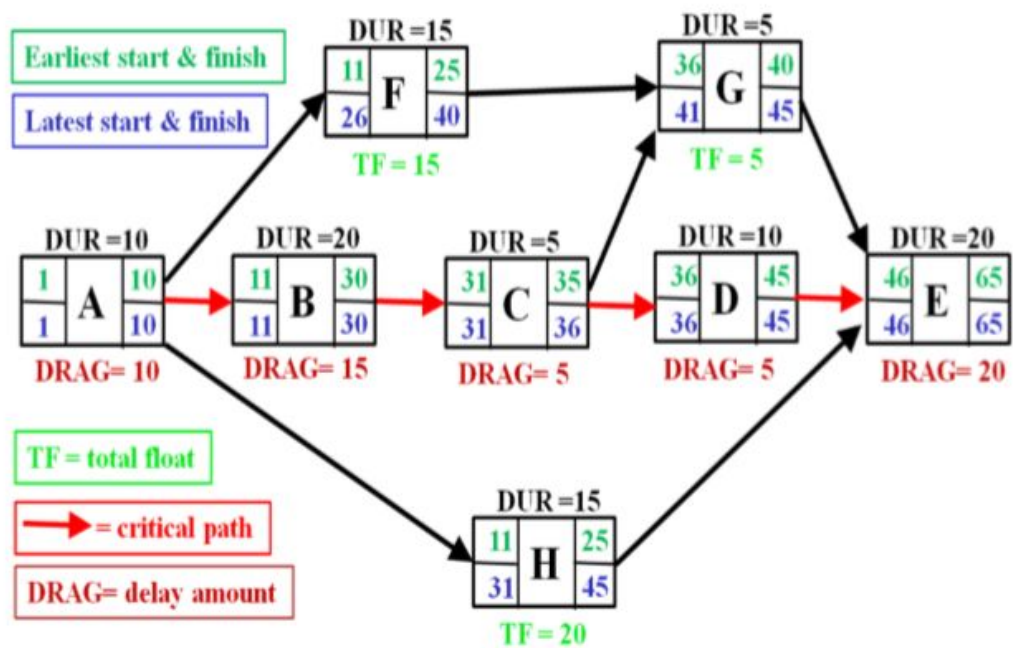 Earliest start & finish
Latest start & finish
DUR =15
11 F 25
26 40
TF = 15
DUR =5
36 G 40
41 45
TF = 5
DUR =10
1 A 10
1 10
DRAG= 10
DUR =20
11 B 30
11 30
DRAG= 15
DUR =5
31 C 35
31 36
DRAG= 5
DUR =10
36 D 45
36 45
DRAG= 5
DUR =20
46 E 65
46 65
DRAG= 20
TF = total float
= critical path
DRAG= delay amount
DUR =15
11 H 25
31 45
TF = 20